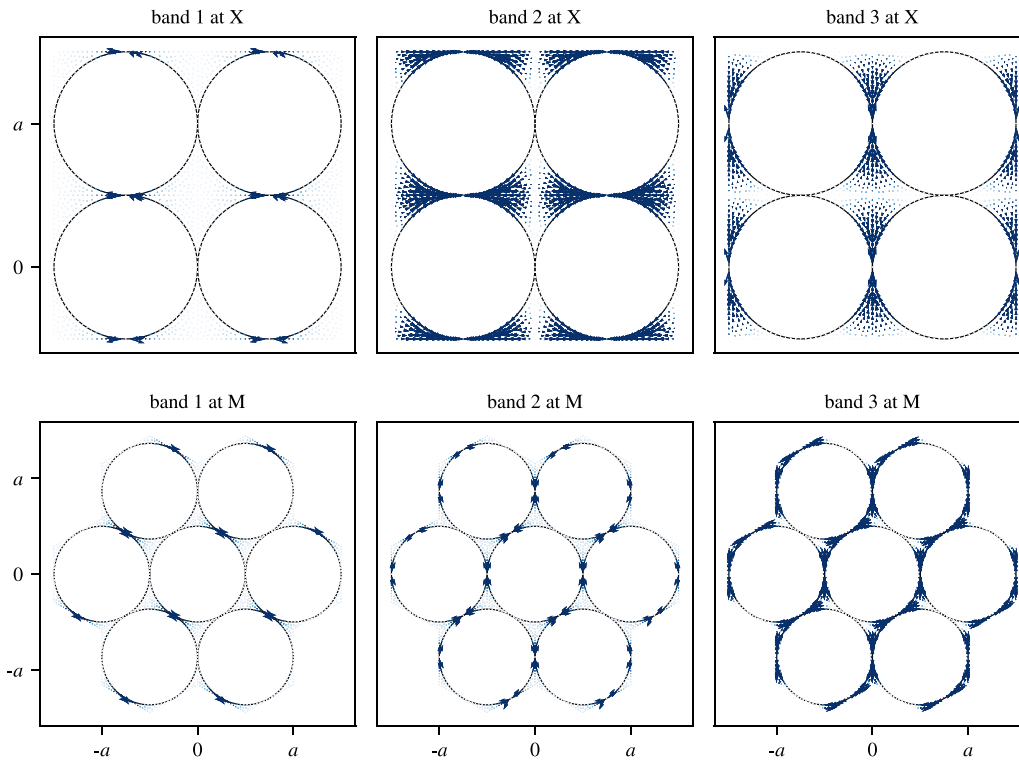 band 1 at X
band 2 at X
band 3 at X
a
0
band 1 at M
band 2 at M
band 3 at M
a
0
-a
-a
0
a
-a
0
a
-a
0
a